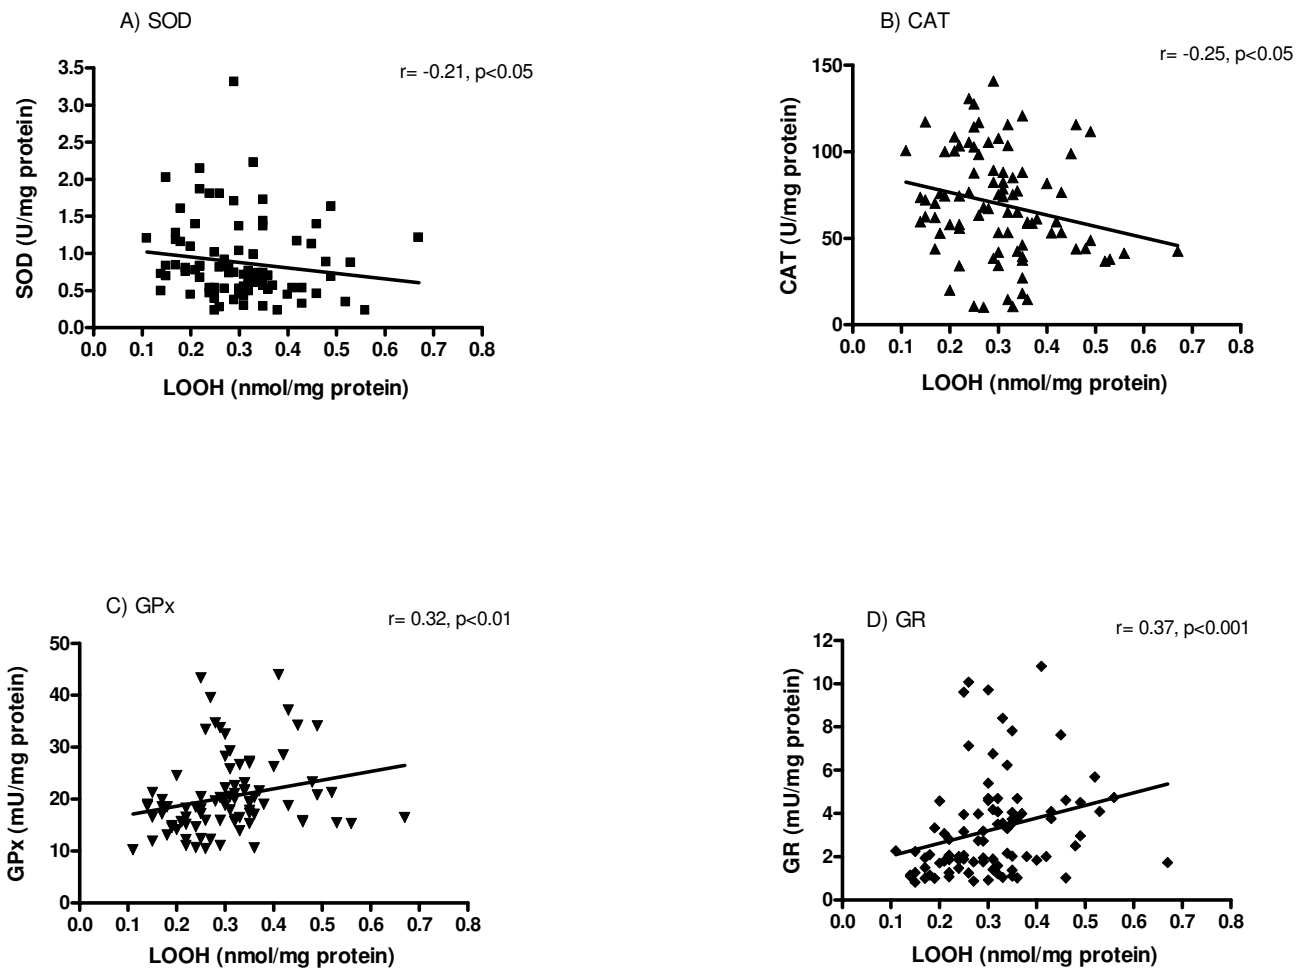 A) SOD
r= -0.21, p<0.05
SOD (U/mg protein)
3.5
3.0
2.5
2.0
1.5
1.0
0.5
0.0
0.0 0.1 0.2 0.3 0.4 0.5 0.6 0.7 0.8
LOOH (nmol/mg protein)
B) CAT
r= -0.25, p<0.05
CAT (U/mg protein)
150
100
50
0
0.0 0.1 0.2 0.3 0.4 0.5 0.6 0.7 0.8
LOOH (nmol/mg protein)
C) GPx
r= 0.32, p<0.01
GPx (mU/mg protein)
50
40
30
20
10
0
0.0 0.1 0.2 0.3 0.4 0.5 0.6 0.7 0.8
LOOH (nmol/mg protein)
D) GR
r= 0.37, p<0.001
GR (mU/mg protein)
12
10
8
6
4
2
0
0.0 0.1 0.2 0.3 0.4 0.5 0.6 0.7 0.8
LOOH (nmol/mg protein)